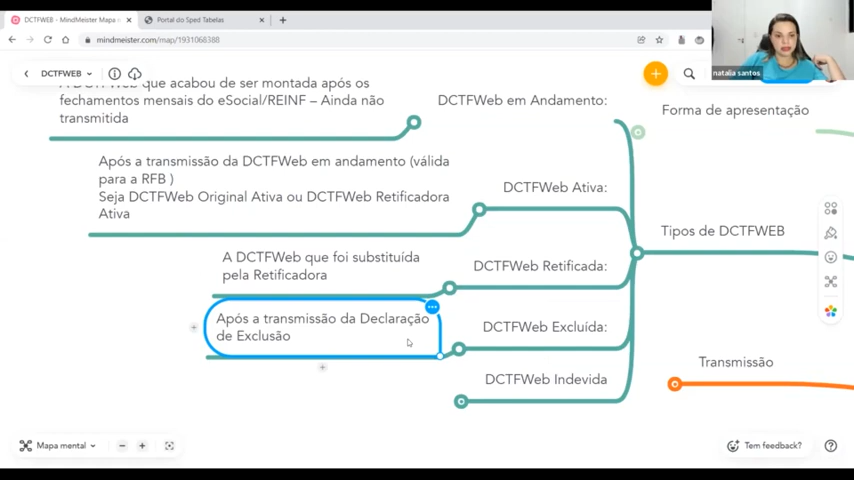 DCTFWEB - MindMeister Mapa m
Portal do Sped Tabelas
mindmeister.com/map/1931068388
natalia santos
DCTFWEB
A DCTFWeb que acabou de ser montada após os
fechamentos mensais do eSocial/REINF – Ainda não
transmitida
DCTFWeb em Andamento:
Forma de apresentação
Após a transmissão da DCTFWeb em andamento (válida
para a RFB )
Seja DCTFWeb Original Ativa ou DCTFWeb Retificadora
Ativa
DCTFWeb Ativa:
Tipos de DCTFWEB
A DCTFWeb que foi substituída
pela Retificadora
DCTFWeb Retificada:
Após a transmissão da Declaração
de Exclusão
DCTFWeb Excluída:
Transmissão
DCTFWeb Indevida
Mapa mental
Tem feedback?